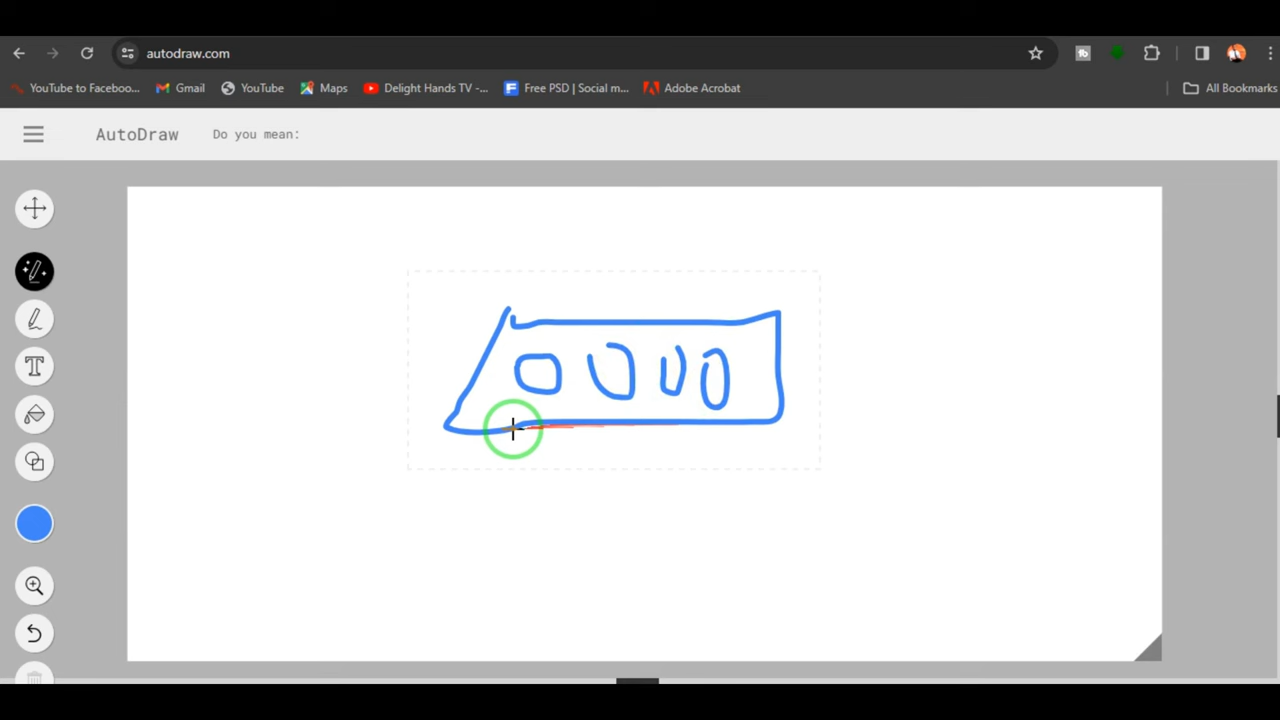 autodraw.com
YouTube to Faceboo...
Gmail
YouTube
Maps
Delight Hands TV -...
Free PSD | Social m...
Adobe Acrobat
All Bookmarks
AutoDraw
Do you mean:
T